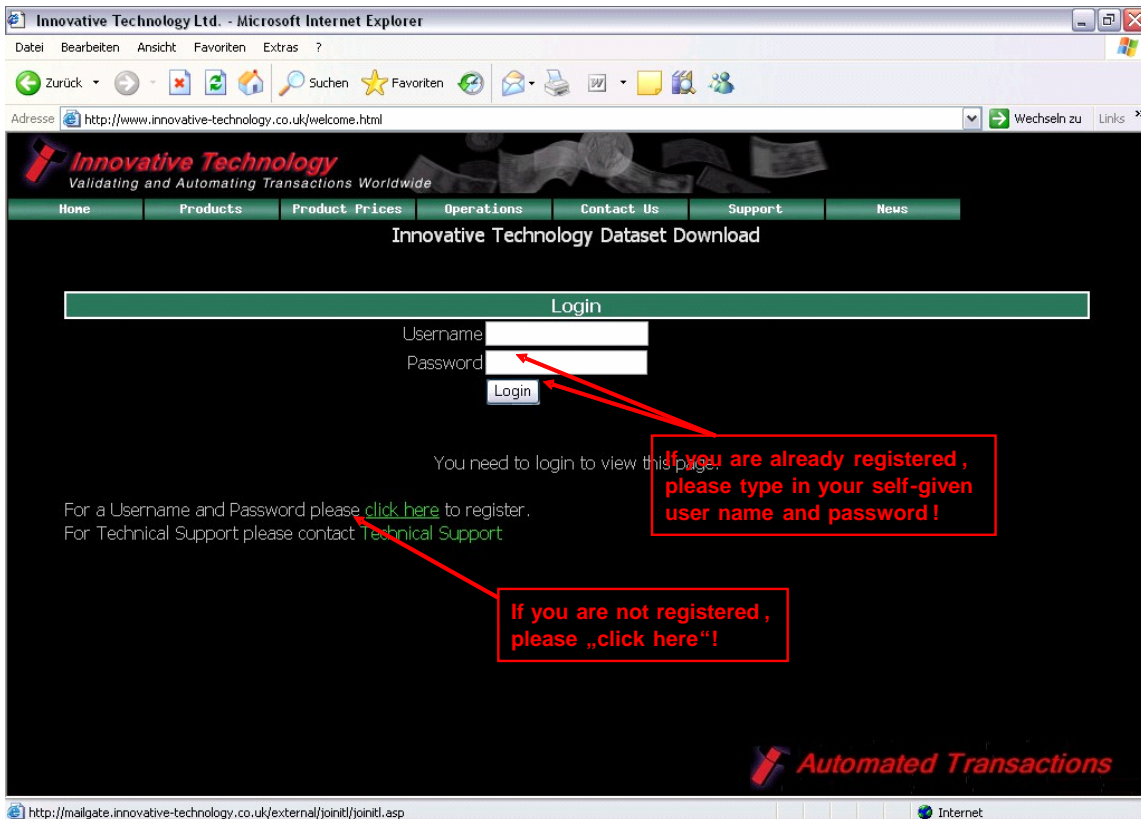 Innovative Technology Ltd. - Microsoft Internet Explorer
Datei Bearbeiten Ansicht Favoriten Extras ?
Zurück Suchen Favoriten
Adresse http://www.innovative-technology.co.uk/welcome.html Wechseln zu Links »
Innovative Technology
Validating and Automating Transactions Worldwide
Home Products Product Prices Operations Contact Us Support News
Innovative Technology Dataset Download
Login
Username
Password
Login
You need to login to view this page.
If you are already registered ,
please type in your self-given
user name and password !
For a Username and Password please click here to register.
For Technical Support please contact Technical Support
If you are not registered ,
please „click here“!
Automated Transactions
http://mailgate.innovative-technology.co.uk/external/joinitl/joinitl.asp Internet